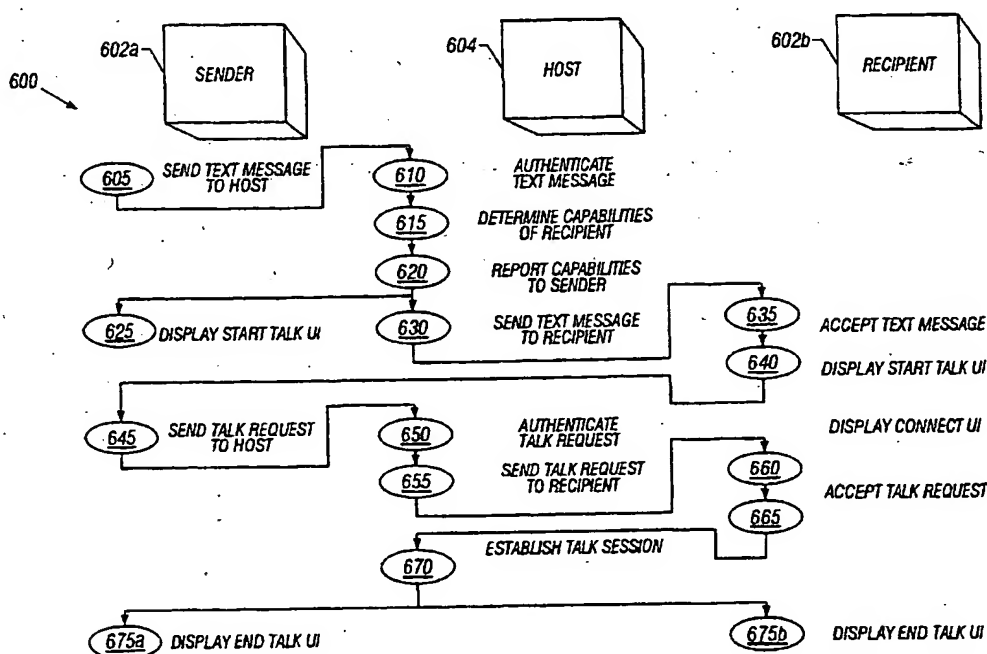 602a
SENDER
604
HOST
602b
RECIPIENT
600
605
SEND TEXT MESSAGE
TO HOST
610
AUTHENTICATE
TEXT MESSAGE
615
DETERMINE CAPABILITIES
OF RECIPIENT
620
REPORT CAPABILITIES
TO SENDER
625
DISPLAY START TALK UI
630
SEND TEXT MESSAGE
TO RECIPIENT
635
ACCEPT TEXT MESSAGE
640
DISPLAY START TALK UI
645
SEND TALK REQUEST
TO HOST
650
AUTHENTICATE
TALK REQUEST
DISPLAY CONNECT UI
655
SEND TALK REQUEST
TO RECIPIENT
660
ACCEPT TALK REQUEST
665
ESTABLISH TALK SESSION
670
675a
DISPLAY END TALK UI
675b
DISPLAY END TALK UI